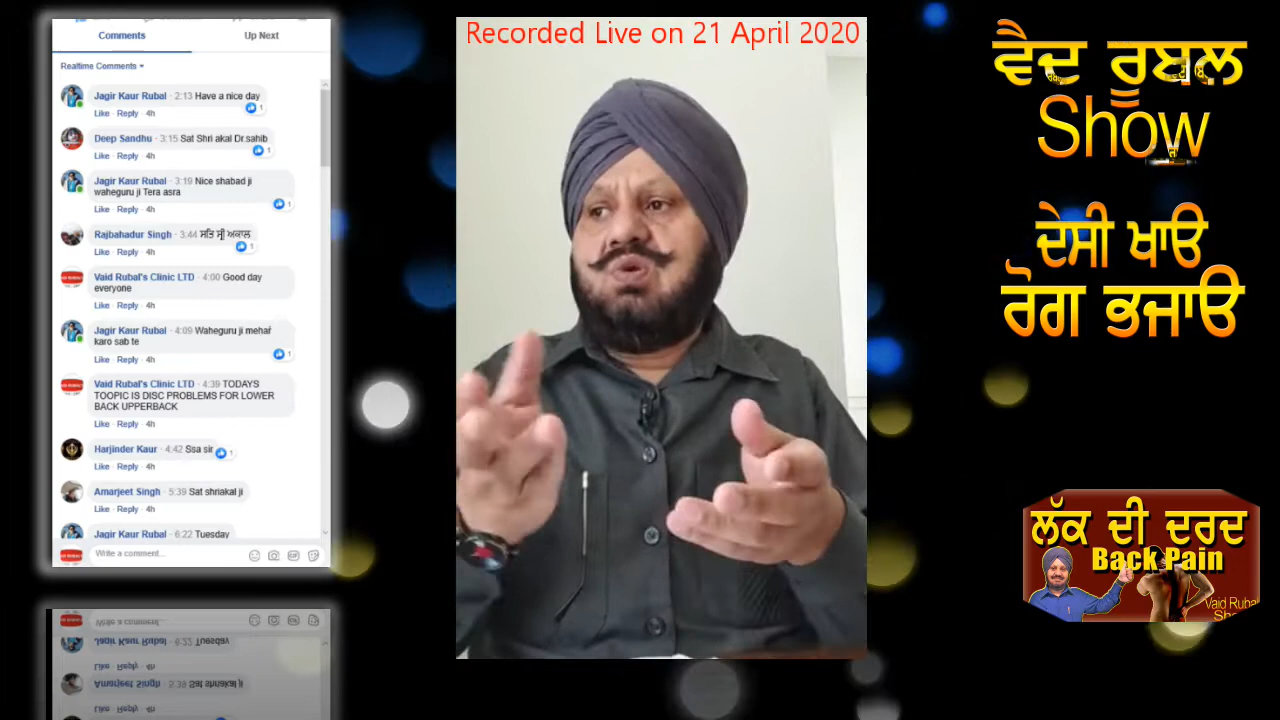 Comments
Up Next
Realtime Comments
Jagir Kaur Rubal · 2:13 Have a nice day
1
Like · Reply · 4h
Deep Sandhu · 3:15 Sat Shri akal Dr.sahib
1
Like · Reply · 4h
Jagir Kaur Rubal · 3:19 Nice shabad ji
waheguru ji Tera asra
1
Like · Reply · 4h
Rajbahadur Singh · 3:44 ਸਤਿ ਸ੍ਰੀ ਅਕਾਲ
1
Like · Reply · 4h
Vaid Rubal's Clinic LTD · 4:00 Good day
everyone
Like · Reply · 4h
Jagir Kaur Rubal · 4:09 Waheguru ji mehar
karo sab te
1
Like · Reply · 4h
Vaid Rubal's Clinic LTD · 4:39 TODAYS
TOOPIC IS DISC PROBLEMS FOR LOWER
BACK UPPERBACK
Like · Reply · 4h
Harjinder Kaur · 4:42 Ssa sir
1
Like · Reply · 4h
Amarjeet Singh · 5:39 Sat shriakal ji
Like · Reply · 4h
Jagir Kaur Rubal · 6:22 Tuesday
Write a comment...
Recorded Live on 21 April 2020
ਵੈਦ ਰੂਬਲ
Show
ਦੇਸੀ ਖਾਓ
ਰੋਗ ਭਜਾਓ
ਲੱਕ ਦੀ ਦਰਦ
Back Pain
Vaid Rubal